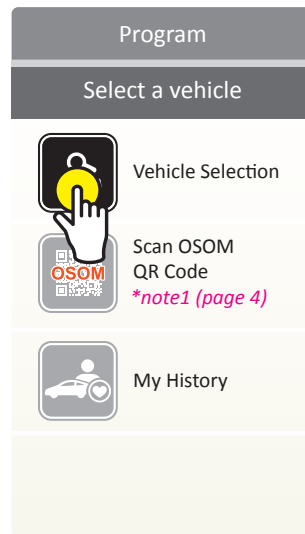 Program
Select a vehicle
Vehicle Selection
Scan OSOM
QR Code
OSOM
*note1 (page 4)
My History